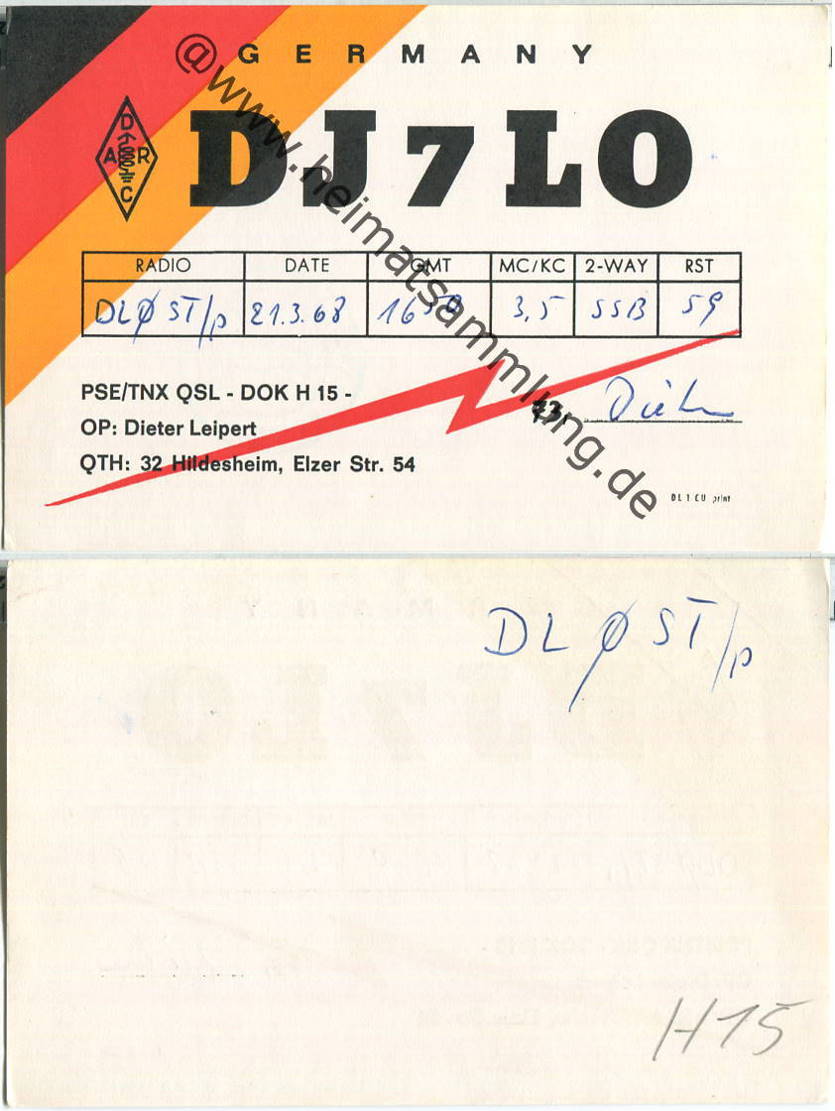 GERMANY
DARC
DJ7LO
RADIO DATE GMT MC/KC 2-WAY RST
DLØST/p 21.3.68 16 3,5 SSB 59
PSE/TNX QSL - DOK H 15 -
73,
OP: Dieter Leipert
QTH: 32 Hildesheim, Elzer Str. 54
DL1CU print
@www.heimatsammlung.de
DLØST/p
H15